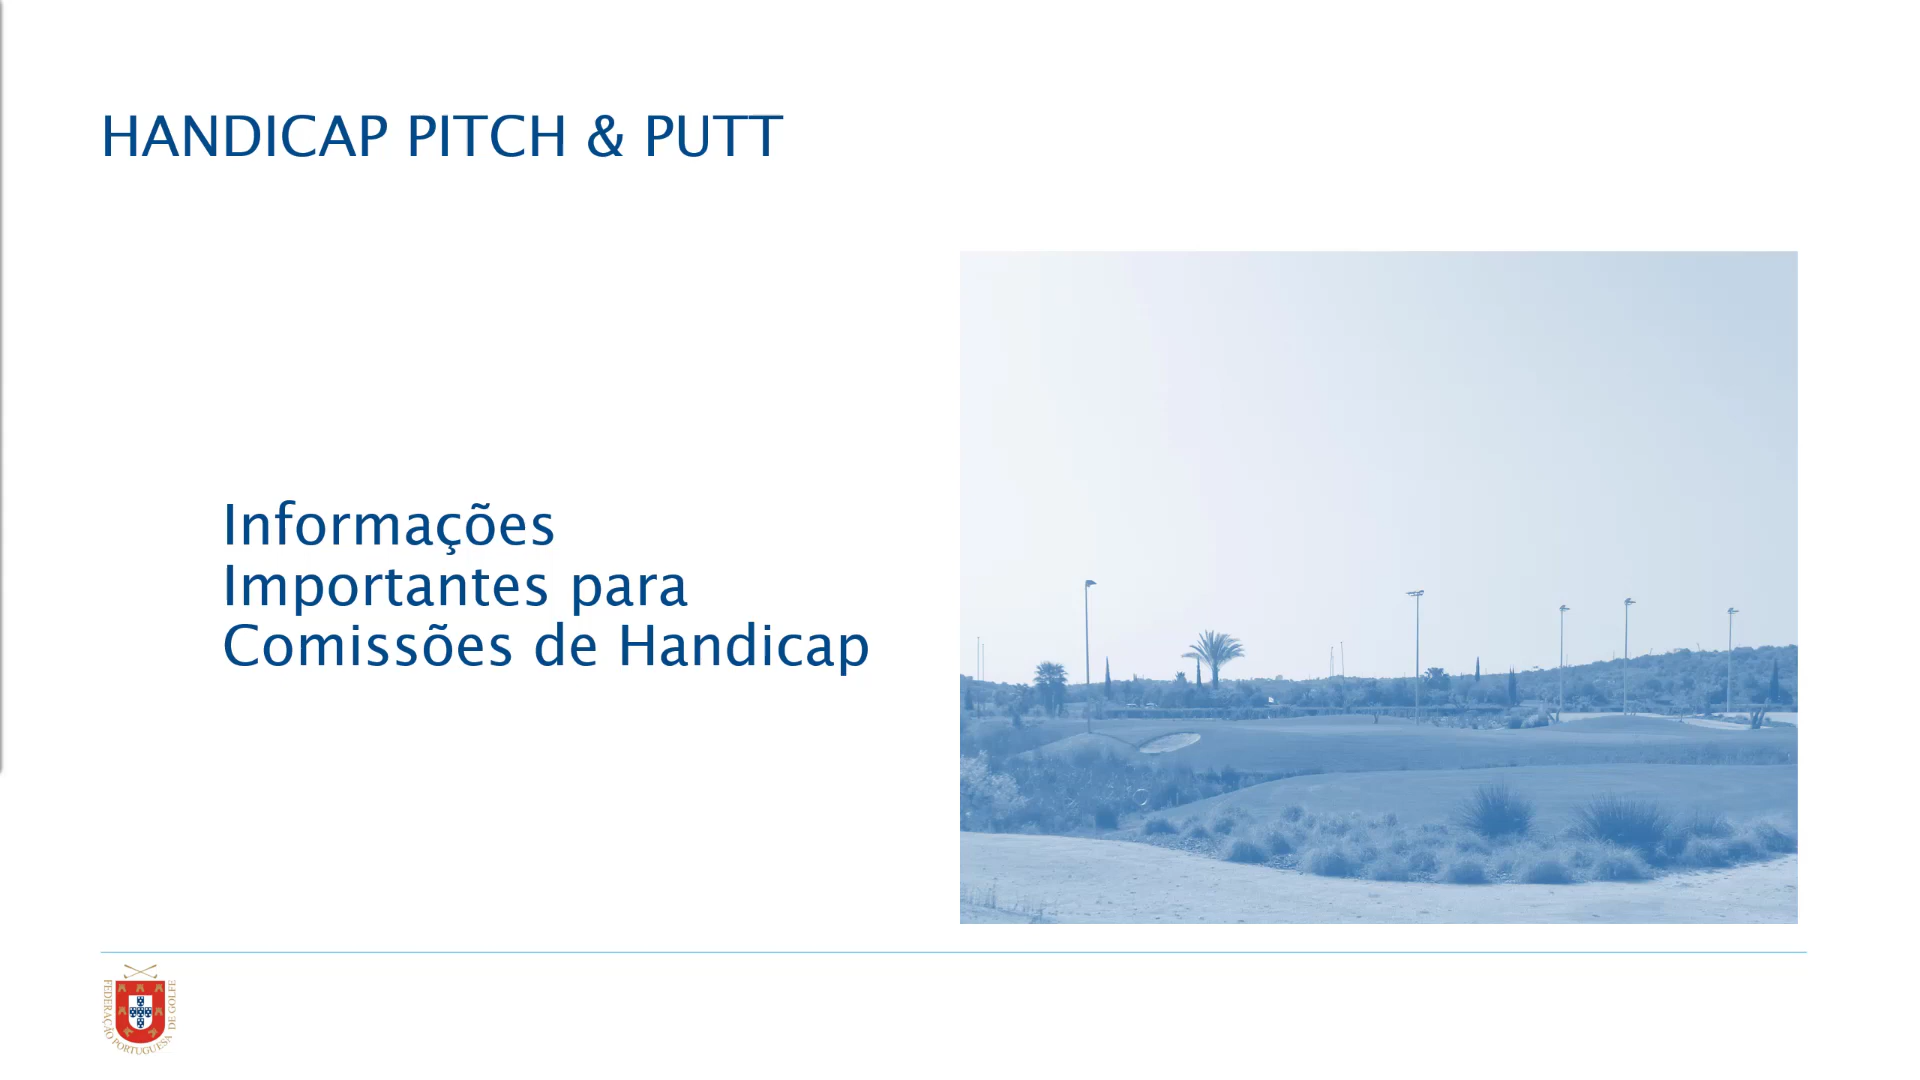 HANDICAP PITCH & PUTT
Informações
Importantes para
Comissões de Handicap
FEDERAÇÃO PORTUGUESA DE GOLFE